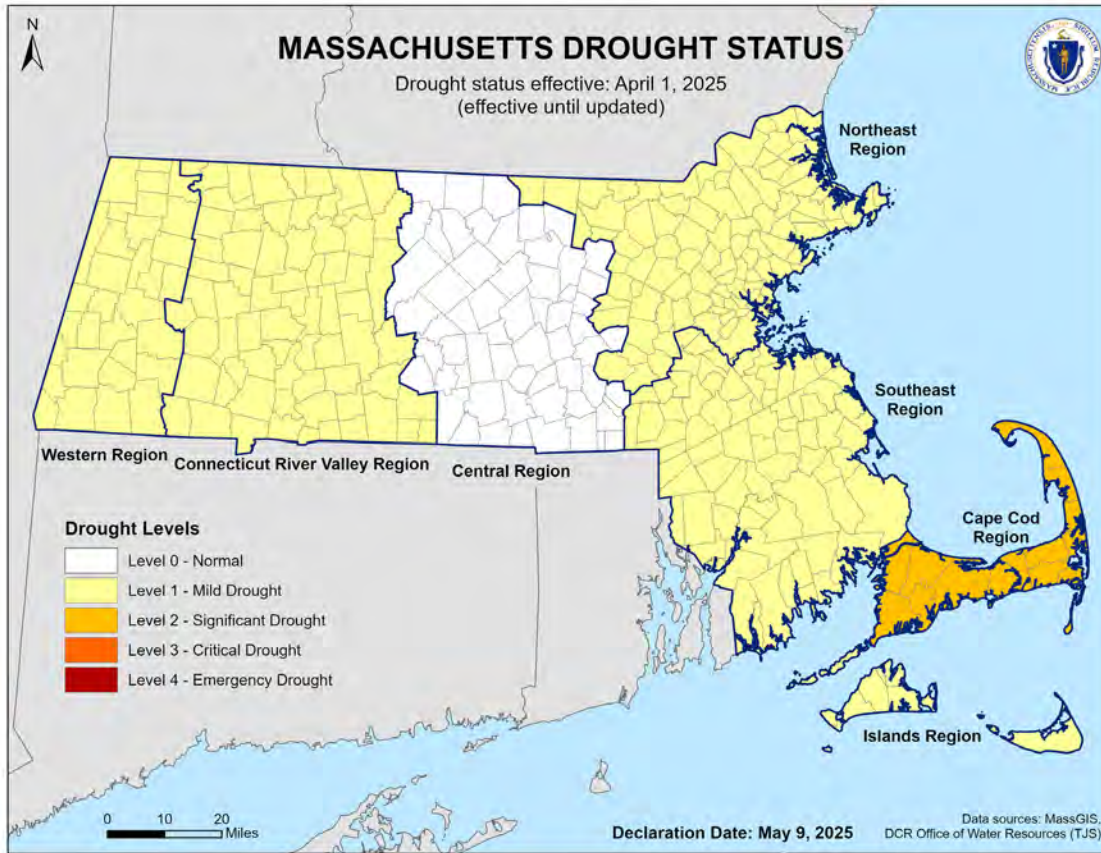 N
MASSACHUSETTS DROUGHT STATUS
Drought status effective: April 1, 2025
(effective until updated)
Northeast
Region
Southeast
Region
Western Region
Connecticut River Valley Region
Central Region
Cape Cod
Region
Islands Region
Drought Levels
Level 0 - Normal
Level 1 - Mild Drought
Level 2 - Significant Drought
Level 3 - Critical Drought
Level 4 - Emergency Drought
0 10 20
Miles
Declaration Date: May 9, 2025
Data sources: MassGIS,
DCR Office of Water Resources (TJS)